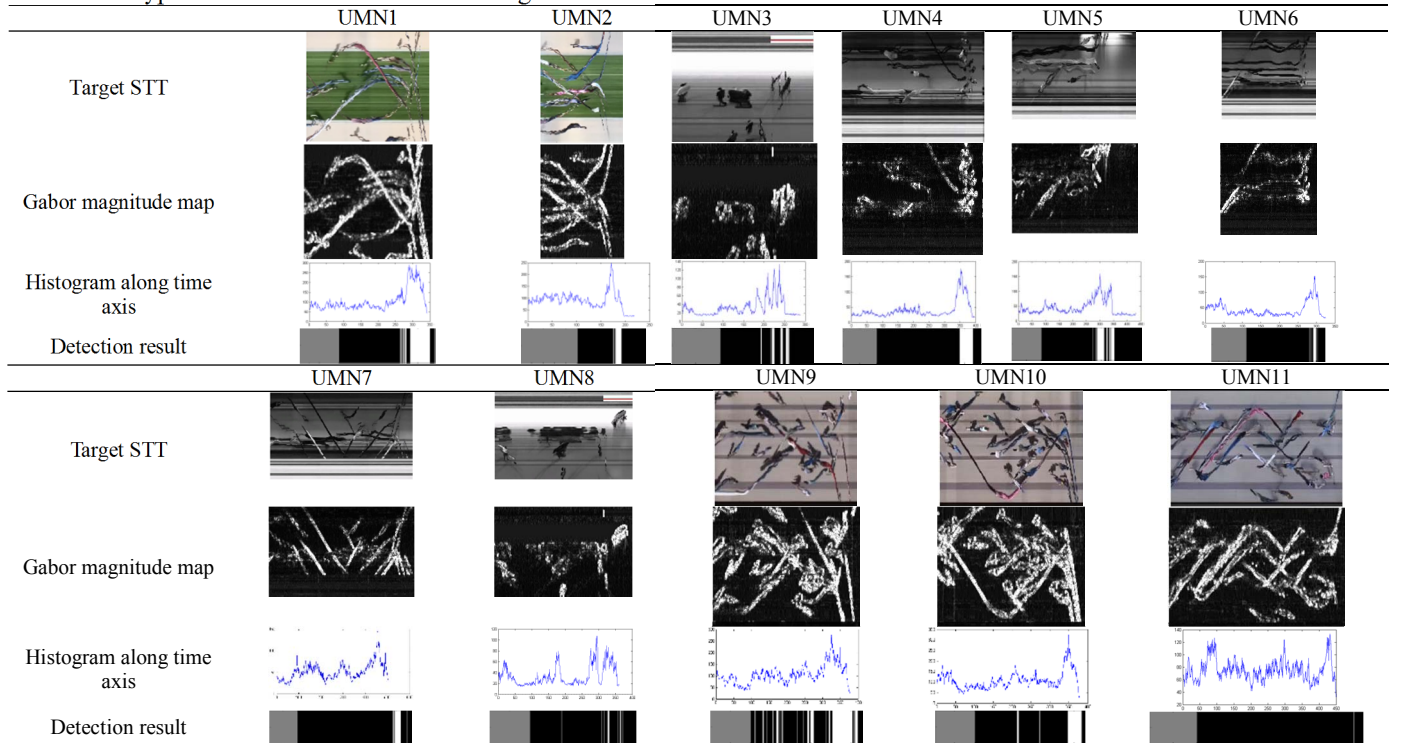 UMN1 UMN2 UMN3 UMN4 UMN5 UMN6
Target STT
Gabor magnitude map
Histogram along time
axis
Detection result
UMN7 UMN8 UMN9 UMN10 UMN11
Target STT
Gabor magnitude map
Histogram along time
axis
Detection result